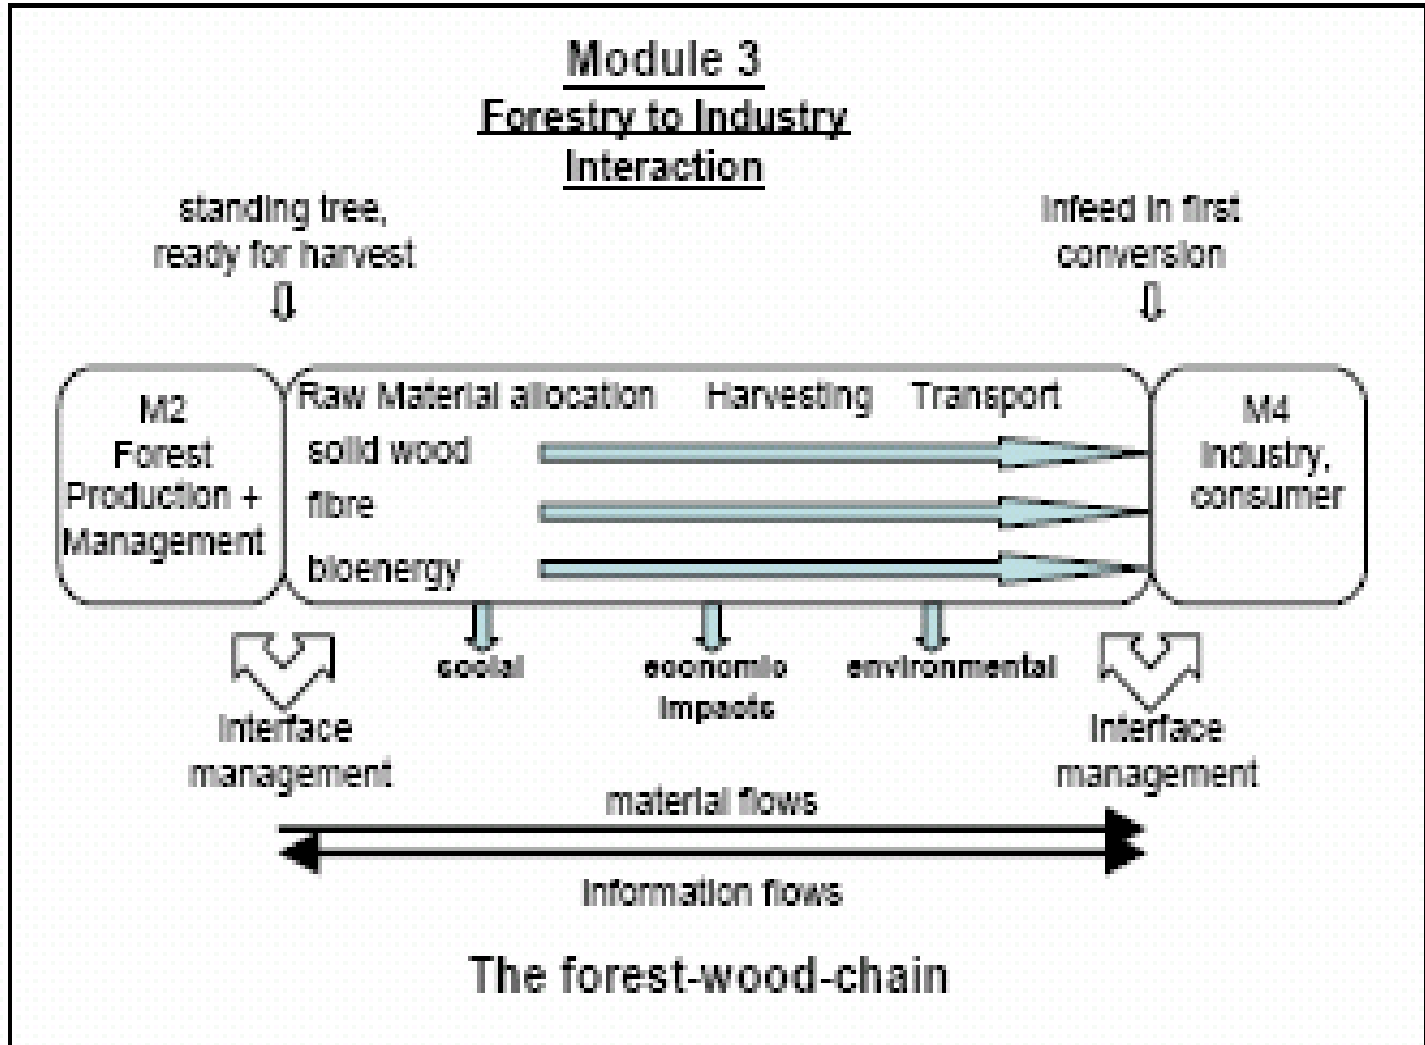 Module 3
Forestry to Industry
Interaction
standing tree,
ready for harvest
infeed in first
conversion
M2
Forest
Production +
Management
Raw Material allocation Harvesting Transport
solid wood
fibre
bioenergy
M4
Industry,
consumer
social
economic
impacts
environmental
Interface
management
Interface
management
material flows
Information flows
The forest-wood-chain